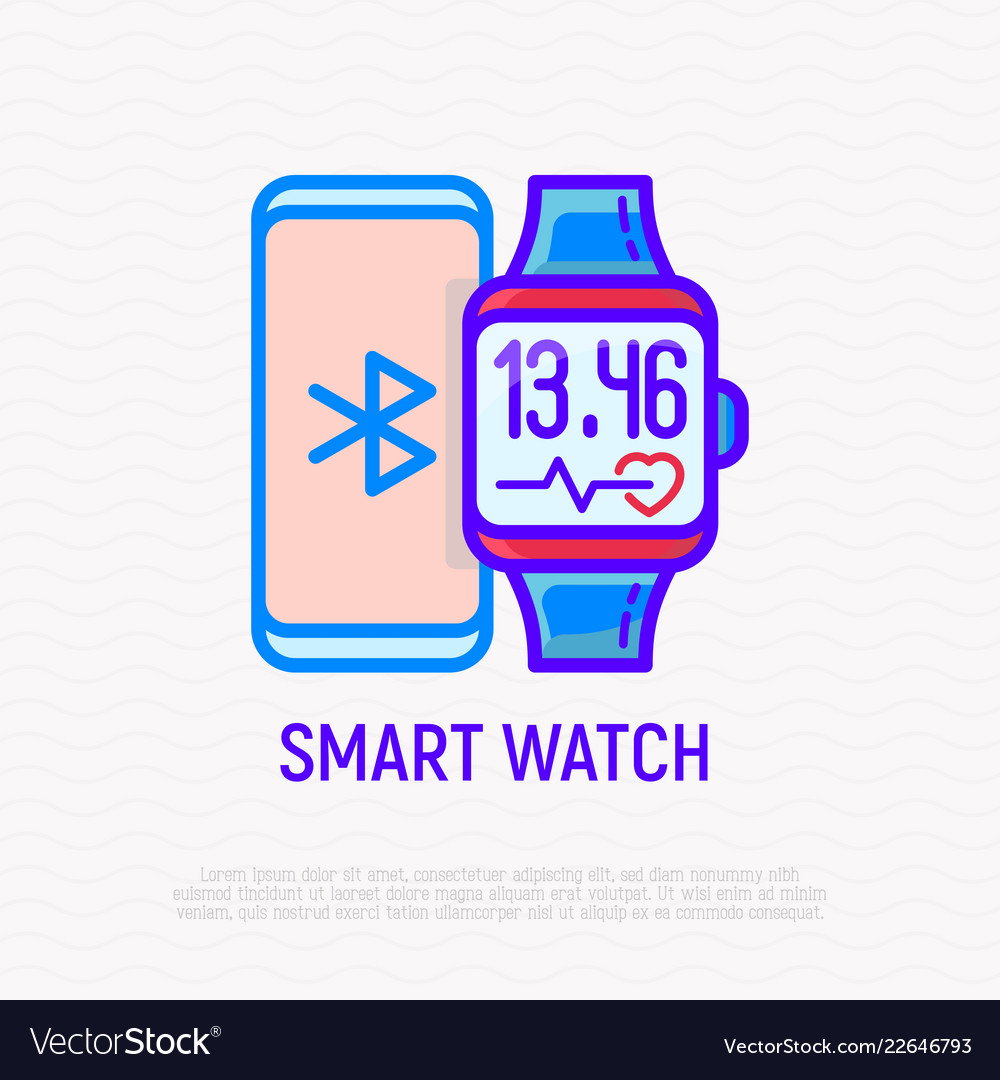 13.46
SMART WATCH
Lorem ipsum dolor sit amet, consectetuer adipiscing elit, sed diam nonummy nibh
euismod tincidunt ut laoreet dolore magna aliquam erat volutpat. Ut wisi enim ad minim
veniam, quis nostrud exerci tation ullamcorper nisl ut aliquip ex ea commodo consequat.
VectorStock®
VectorStock.com/22646793